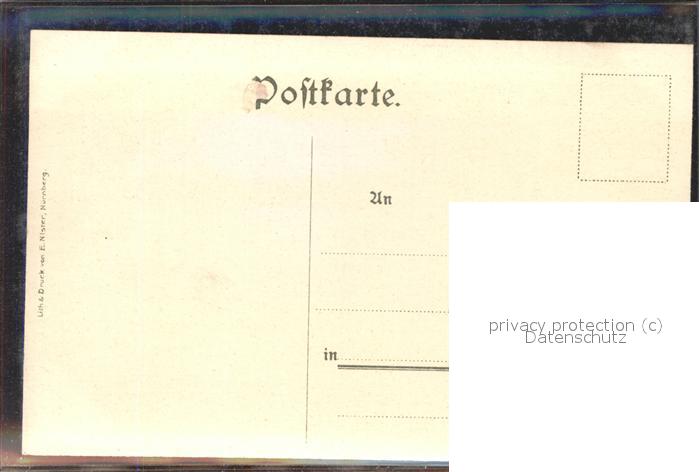 Postkarte.
An
in
Lith & Druck von E. Nister, Nürnberg.
privacy protection (c)
Datenschutz